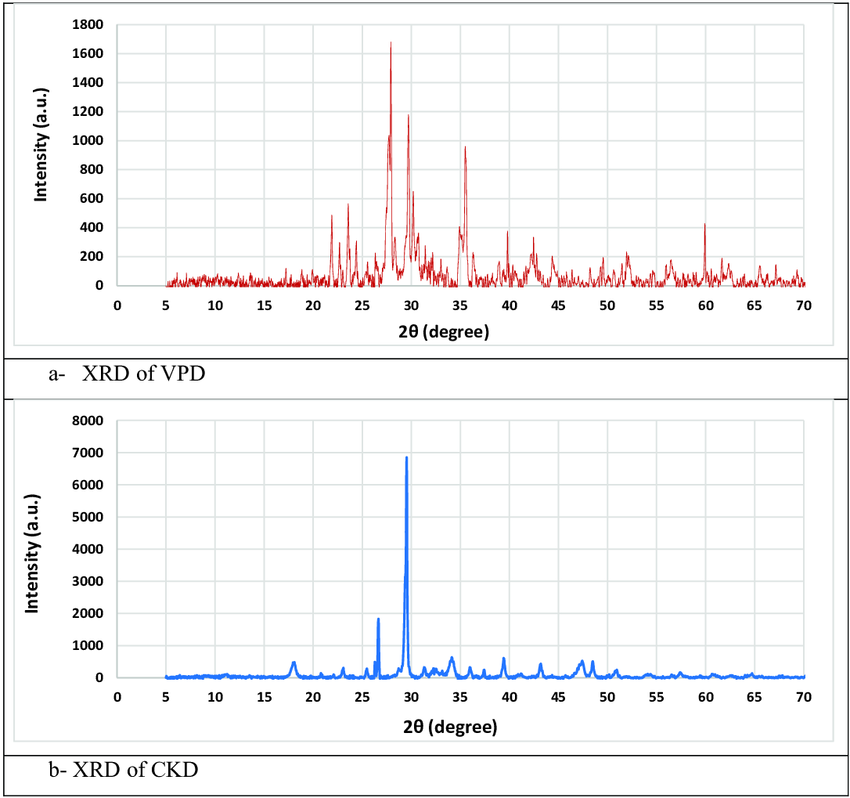 Intensity (a.u.)
1800
1600
1400
1200
1000
800
600
400
200
0
0 5 10 15 20 25 30 35 40 45 50 55 60 65 70
2θ (degree)
a- XRD of VPD
Intensity (a.u.)
8000
7000
6000
5000
4000
3000
2000
1000
0
0 5 10 15 20 25 30 35 40 45 50 55 60 65 70
2θ (degree)
b- XRD of CKD